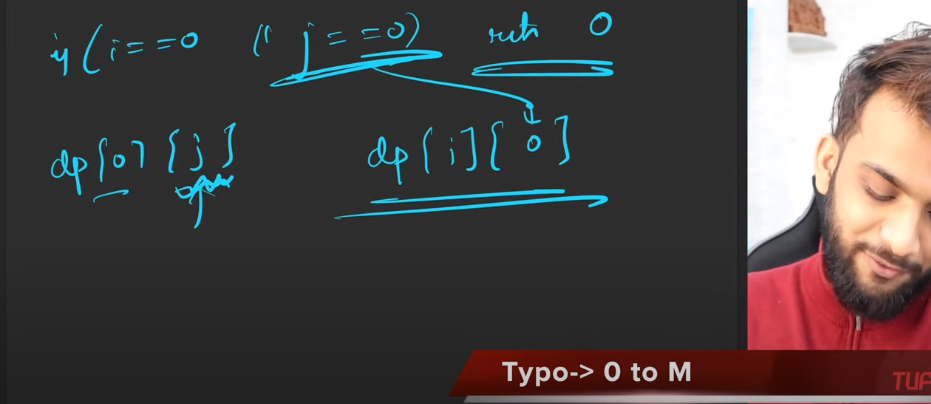 if (i==0 || j==0) retn 0
dp[0][j] dp[i][0]
Typo-> 0 to M
TUF